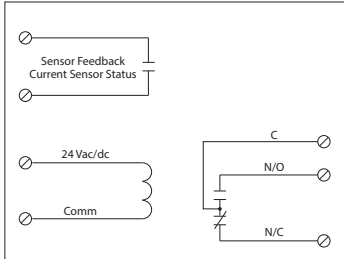 Sensor Feedback
Current Sensor Status
24 Vac/dc
Comm
C
N/O
N/C